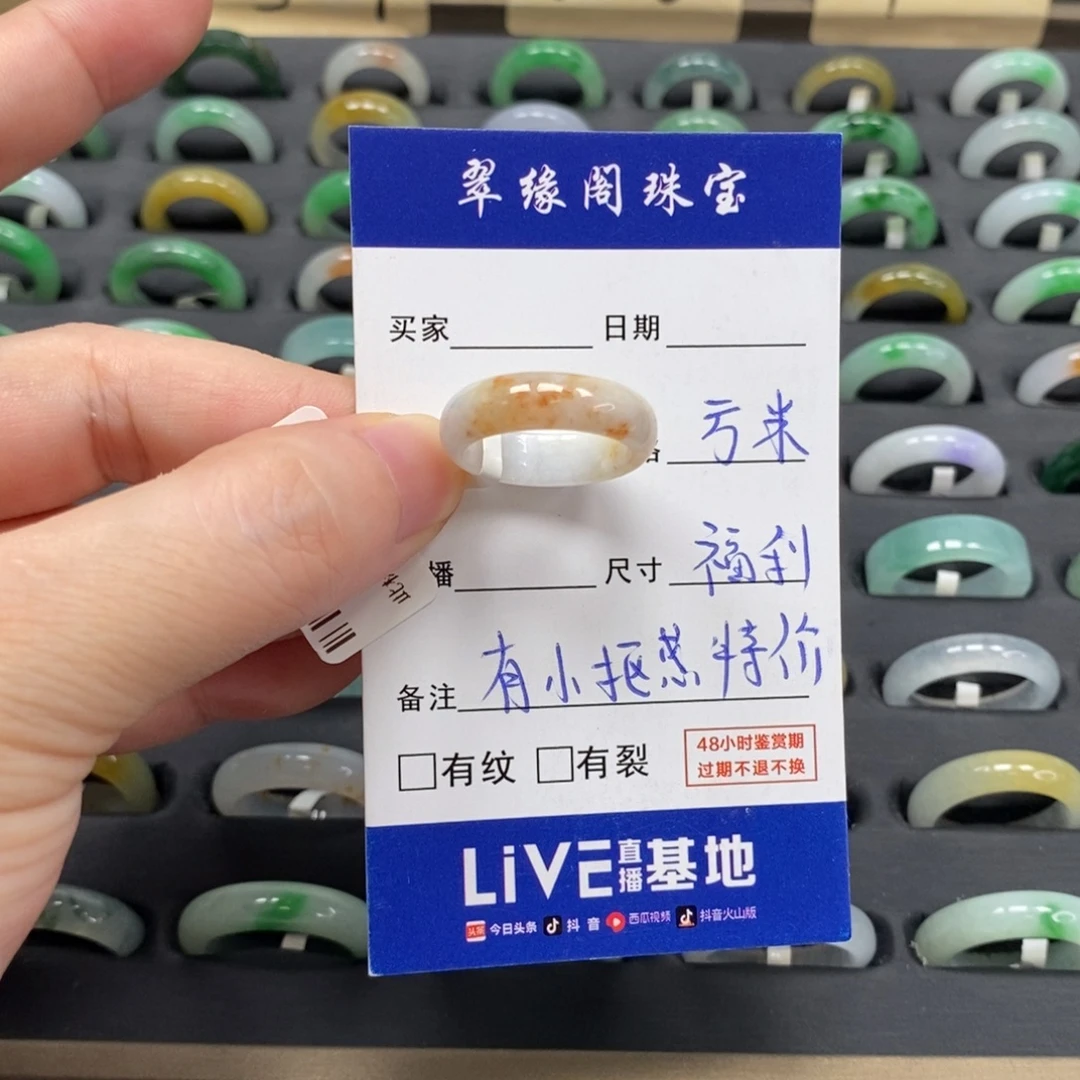 翠缘阁珠宝
买家 日期
亏米
播 尺寸 福利
备注 有小抠 特价
□有纹 □有裂
48小时鉴赏期
过期不退不换
LiVE直播基地
头条 今日头条 抖音 西瓜视频 抖音火山版